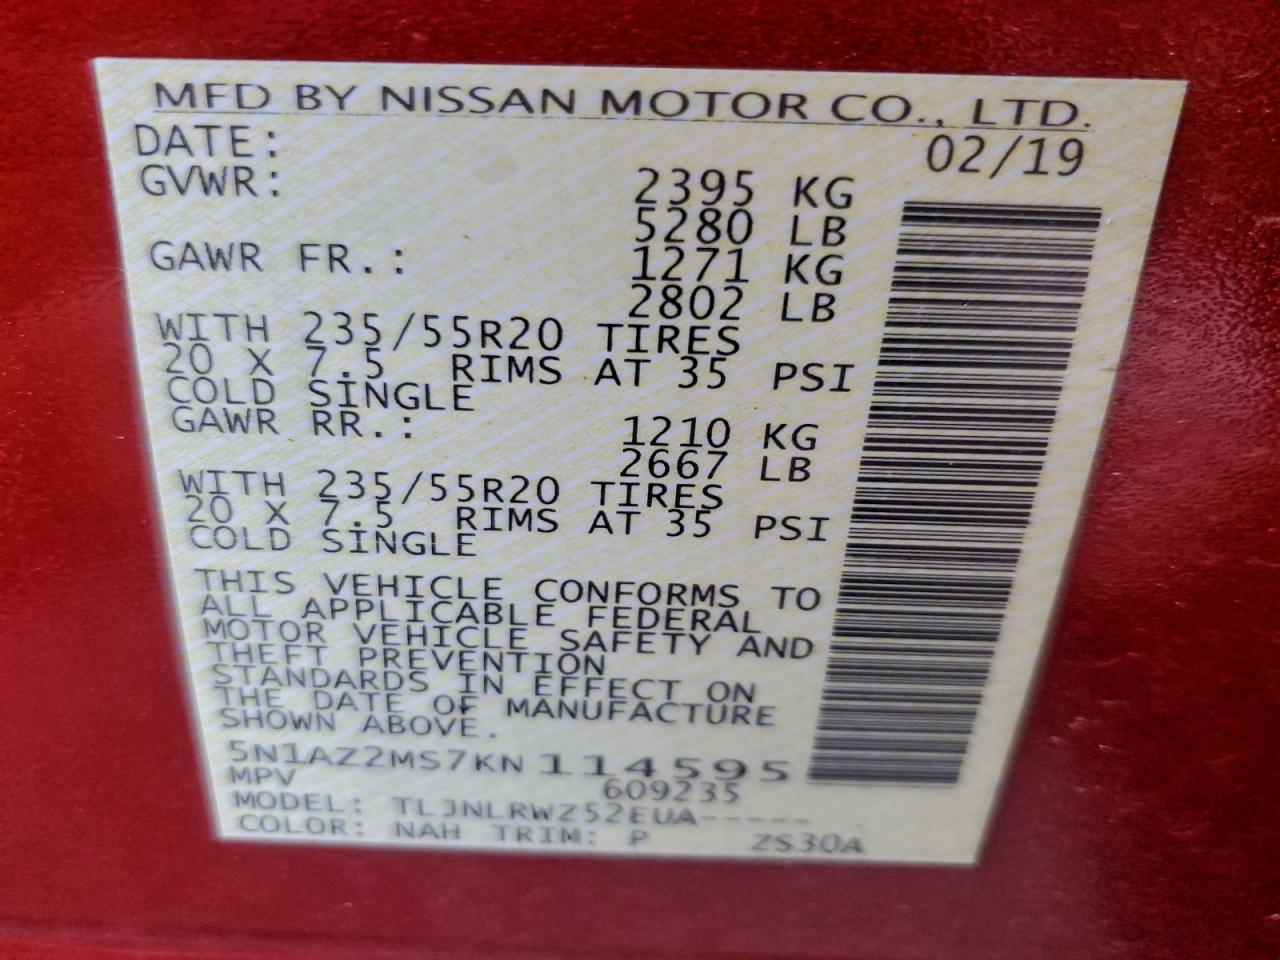 MFD BY NISSAN MOTOR CO., LTD.
DATE: 02/19
GVWR: 2395 KG
5280 LB
GAWR FR.: 1271 KG
2802 LB
WITH 235/55R20 TIRES
20 X 7.5 RIMS AT 35 PSI
COLD SINGLE
GAWR RR.: 1210 KG
2667 LB
WITH 235/55R20 TIRES
20 X 7.5 RIMS AT 35 PSI
COLD SINGLE
THIS VEHICLE CONFORMS TO
ALL APPLICABLE FEDERAL
MOTOR VEHICLE SAFETY AND
THEFT PREVENTION
STANDARDS IN EFFECT ON
THE DATE OF MANUFACTURE
SHOWN ABOVE.
5N1AZ2MS7KN114595
MPV 609235
MODEL: TLJNLRWZ52EUA-----
COLOR: NAH TRIM: P ZS30A